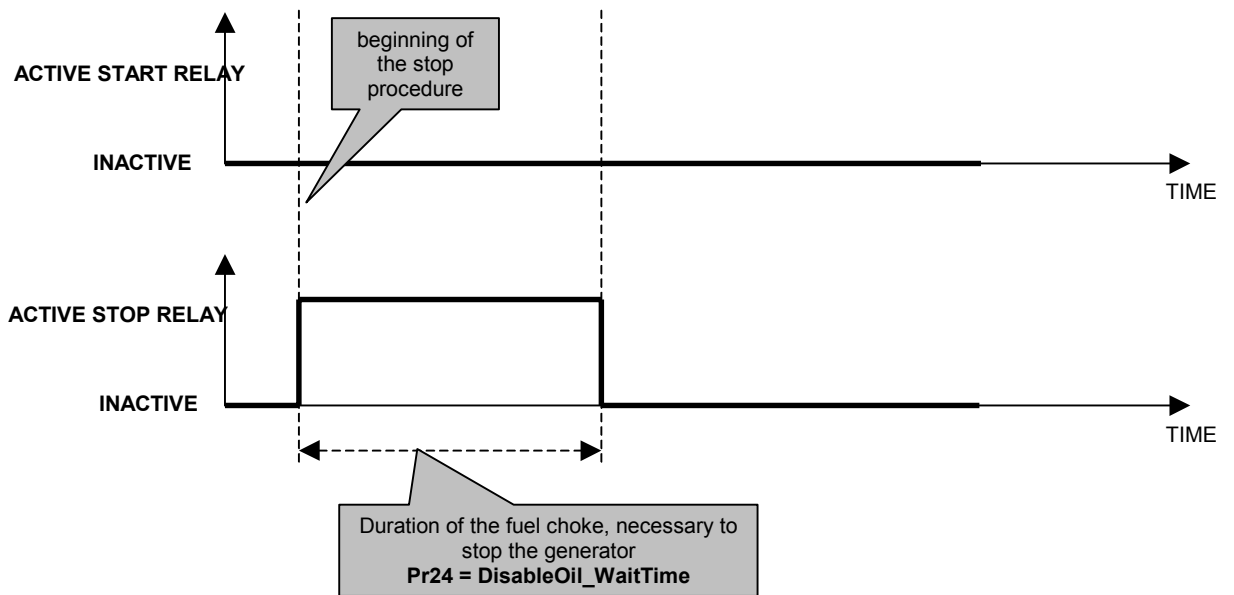 beginning of
the stop
procedure
ACTIVE START RELAY
INACTIVE
TIME
ACTIVE STOP RELAY
INACTIVE
TIME
Duration of the fuel choke, necessary to
stop the generator
Pr24 = DisableOil_WaitTime